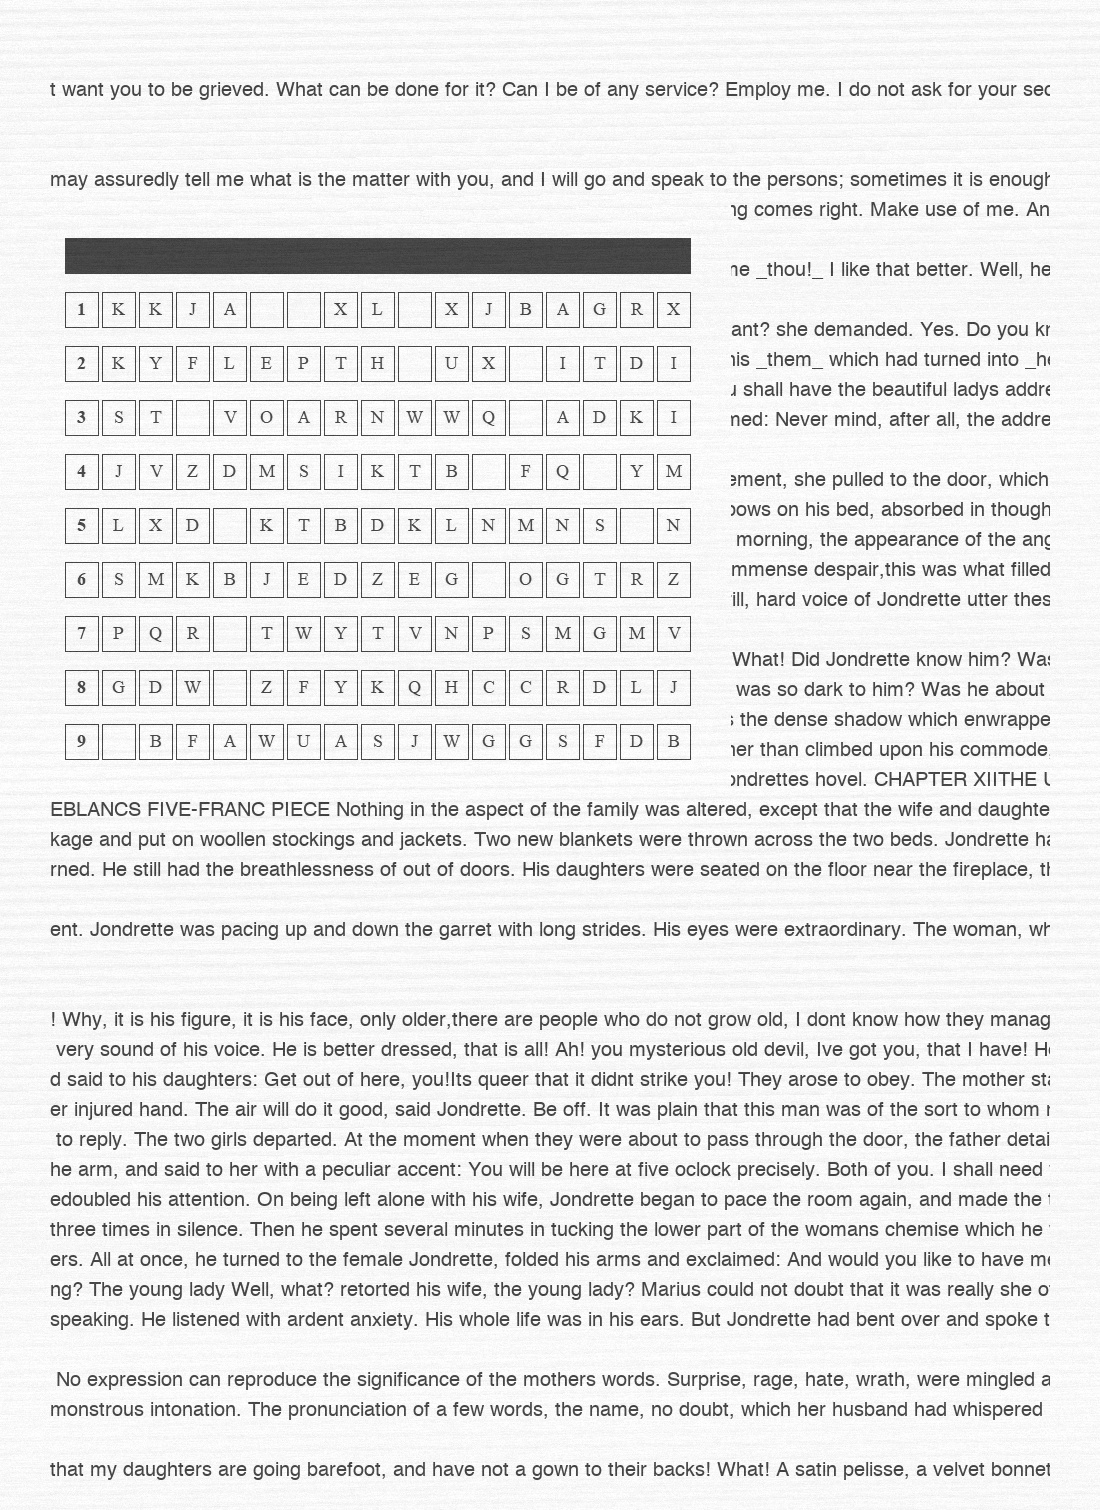 t want you to be grieved. What can be done for it? Can I be of any service? Employ me. I do not ask for your
may assuredly tell me what is the matter with you, and I will go and speak to the persons; sometimes it is enough
comes right. Make use of me. An
_thou!_ I like that better. Well, he
1 K K J A X L X J B A G R X
ant? she demanded. Yes. Do you
2 K Y F L E P T H U X I T D I
_them_ which had turned into
shall have the beautiful ladys
3 S T V O A R N W W Q A D K I
Never mind, after all, the
4 J V Z D M S I K T B F Q Y M
ement, she pulled to the door, which
on his bed, absorbed in
5 L X D K T B D K L N M N S N
morning, the appearance of the
6 S M K B J E D Z E G O G T R Z
mmense despair,this was what filled
ill, hard voice of Jondrette utter
7 P Q R T W Y T V N P S M G M V
What! Did Jondrette know him?
8 G D W Z F Y K Q H C C R D L J
was so dark to him? Was he about
the dense shadow which
9 B F A W U A S J W G G S F D B
than climbed upon his commode
ondrettes hovel. CHAPTER XIITHE
EBLANCS FIVE-FRANC PIECE Nothing in the aspect of the family was altered, except that the wife and daughte
kage and put on woollen stockings and jackets. Two new blankets were thrown across the two beds. Jondrette
rned. He still had the breathlessness of out of doors. His daughters were seated on the floor near the fireplace,
ent. Jondrette was pacing up and down the garret with long strides. His eyes were extraordinary. The woman,
! Why, it is his figure, it is his face, only older,there are people who do not grow old, I dont know how they manag
very sound of his voice. He is better dressed, that is all! Ah! you mysterious old devil, Ive got you, that I have!
d said to his daughters: Get out of here, you!Its queer that it didnt strike you! They arose to obey. The mother
er injured hand. The air will do it good, said Jondrette. Be off. It was plain that this man was of the sort to whom
to reply. The two girls departed. At the moment when they were about to pass through the door, the father detai
he arm, and said to her with a peculiar accent: You will be here at five oclock precisely. Both of you. I shall need
edoubled his attention. On being left alone with his wife, Jondrette began to pace the room again, and made the
three times in silence. Then he spent several minutes in tucking the lower part of the womans chemise which he
ers. All at once, he turned to the female Jondrette, folded his arms and exclaimed: And would you like to have
ng? The young lady Well, what? retorted his wife, the young lady? Marius could not doubt that it was really she
speaking. He listened with ardent anxiety. His whole life was in his ears. But Jondrette had bent over and spoke
No expression can reproduce the significance of the mothers words. Surprise, rage, hate, wrath, were mingled a
monstrous intonation. The pronunciation of a few words, the name, no doubt, which her husband had whispered
that my daughters are going barefoot, and have not a gown to their backs! What! A satin pelisse, a velvet bonnet